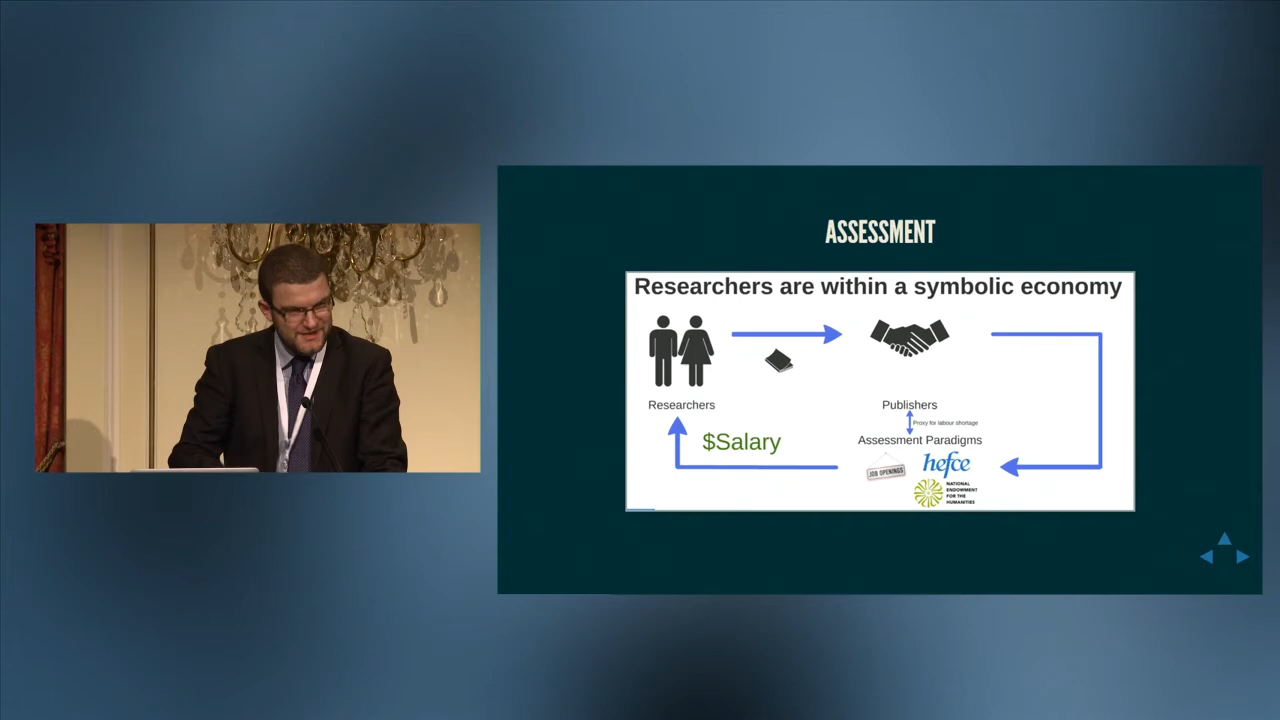 ASSESSMENT
Researchers are within a symbolic economy
Researchers
Publishers
Proxy for labour shortage
Assessment Paradigms
$Salary
JOB OPENINGS
hefce
NATIONAL
ENDOWMENT
FOR THE
HUMANITIES